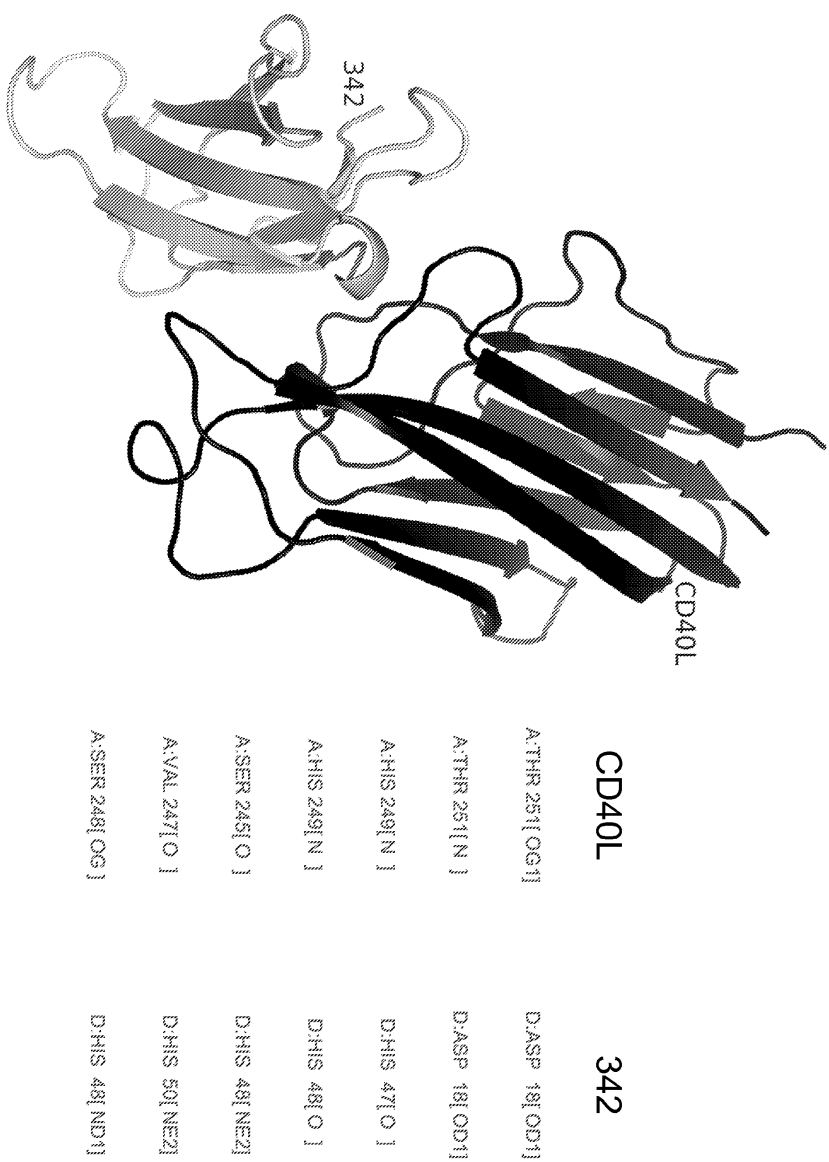 342
CD40L
CD40L 342
A:THR 251[ OG1] D:ASP 18[ OD1]
A:THR 251[ N ] D:ASP 18[ OD1]
A:HIS 249[ N ] D:HIS 47[ O ]
A:HIS 249[ N ] D:HIS 48[ O ]
A:SER 245[ O ] D:HIS 48[ NE2]
A:VAL 247[ O ] D:HIS 50[ NE2]
A:SER 248[ OG ] D:HIS 48[ ND1]